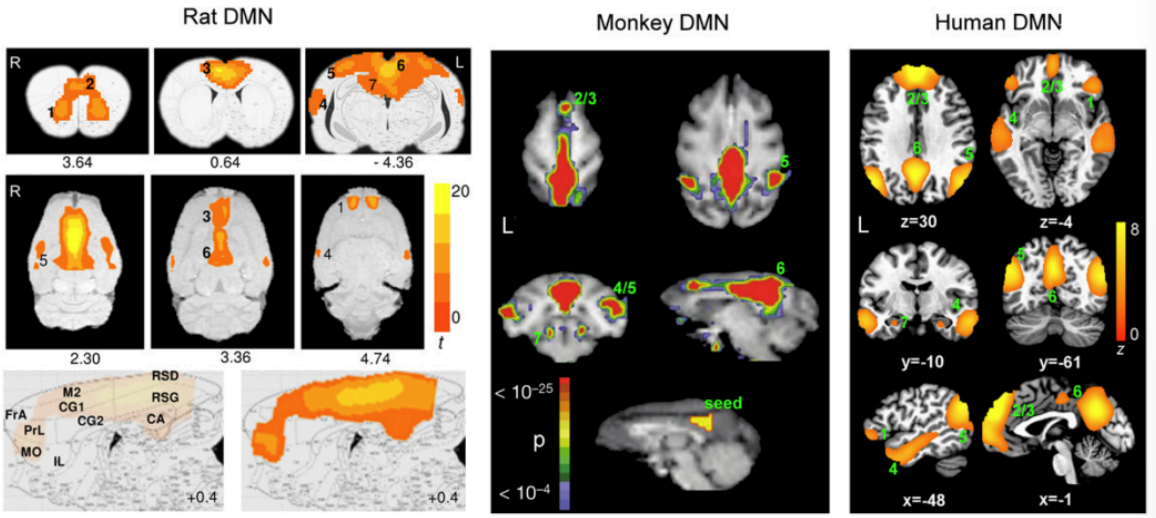 Rat DMN
R
1
2
3
5
6
7
4
L
3.64
0.64
- 4.36
R
5
3
6
1
4
20
0
t
2.30
3.36
4.74
RSD
M2
RSG
CG1
FrA
CG2
CA
PrL
MO
IL
+0.4
+0.4
Monkey DMN
2/3
5
L
6
4/5
7
< 10⁻²⁵
p
< 10⁻⁴
seed
Human DMN
2/3
6
5
2/3
1
4
L
z=30
z=-4
4
7
5
6
8
0
z
y=-10
y=-61
1
4
5
2/3
6
x=-48
x=-1